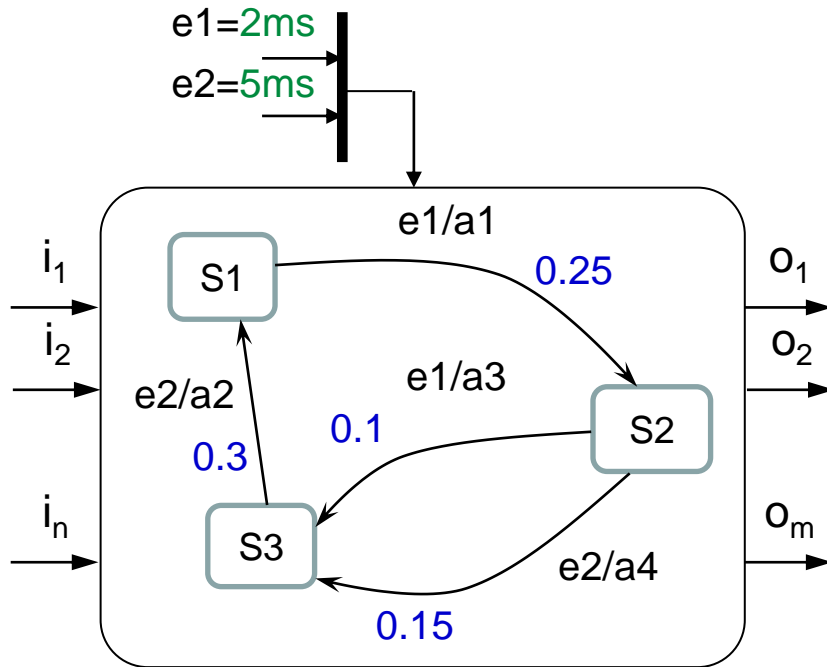 e1=2ms
e2=5ms
e1/a1
i₁
S1
0.25
o₁
i₂
e2/a2
e1/a3
o₂
0.3
0.1
S2
iₙ
S3
e2/a4
oₘ
0.15